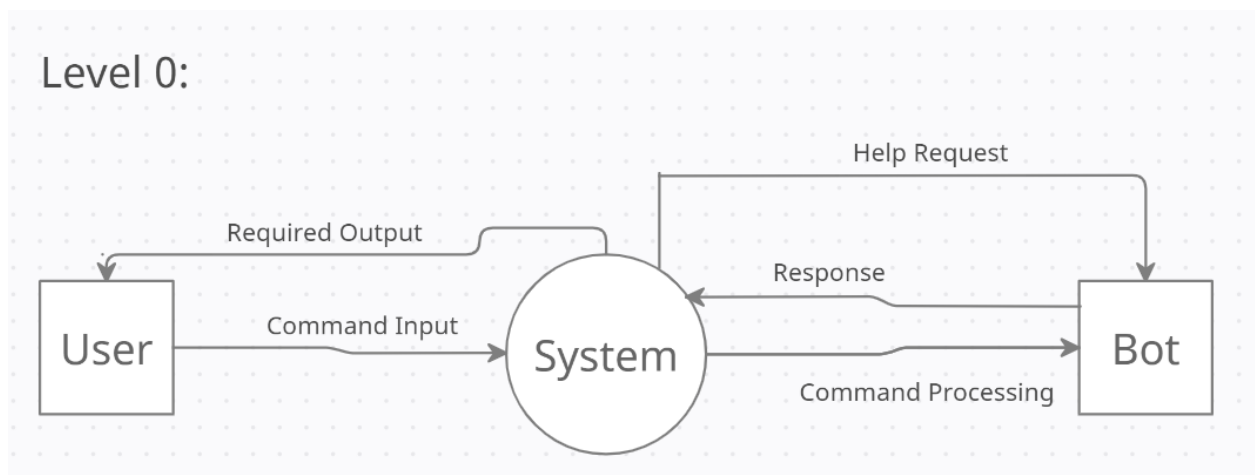 Level 0:
Help Request
Required Output
Response
Command Input
User
System
Bot
Command Processing